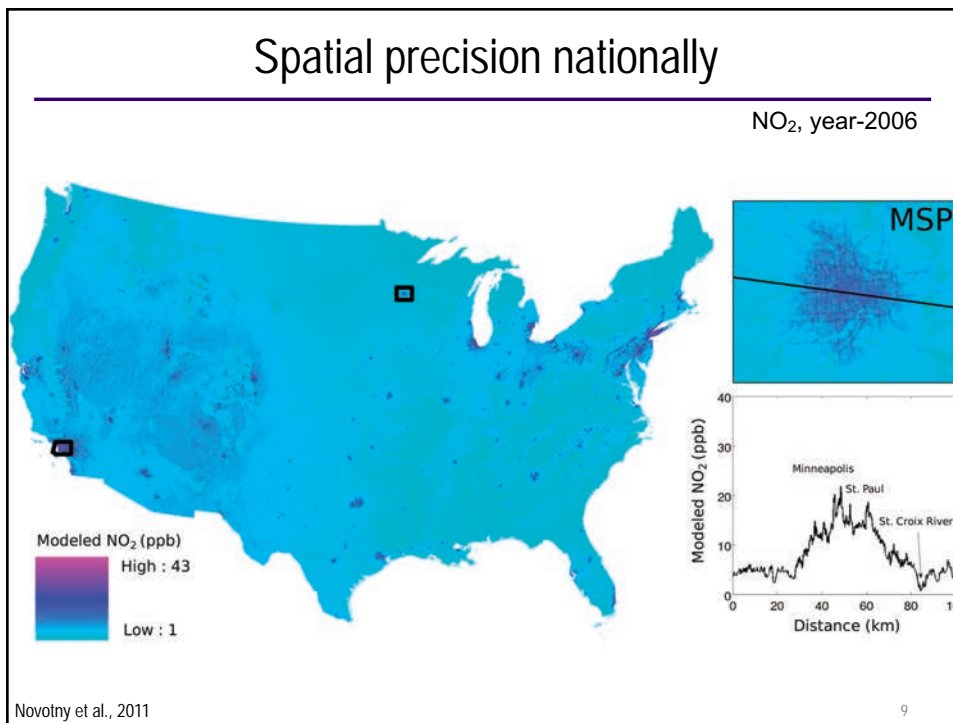 Spatial precision nationally
NO₂, year-2006
MSP
Modeled NO₂ (ppb)
High : 43
Low : 1
40
30
20
10
0
Modeled NO₂ (ppb)
Minneapolis
St. Paul
St. Croix River
0 20 40 60 80
Distance (km)
Novotny et al., 2011
9